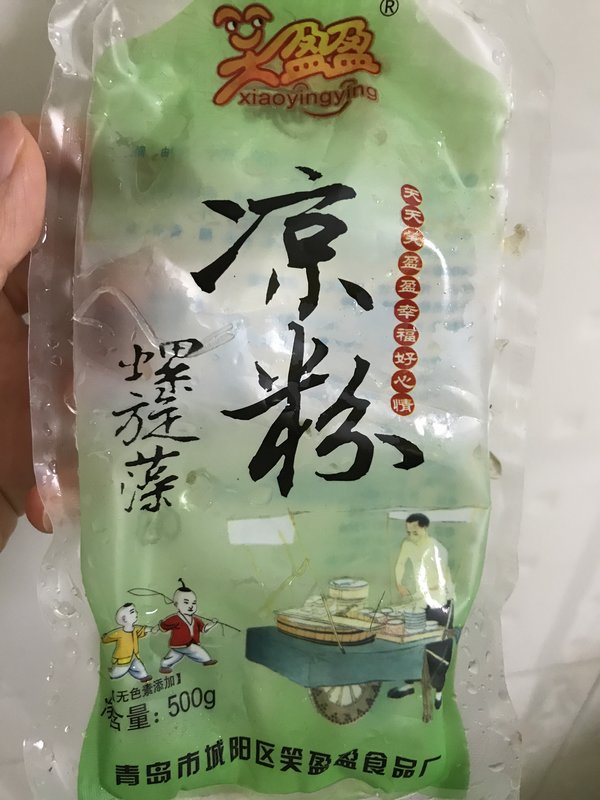 笑盈盈®
xiaoyingying
凉粉
天天笑盈盈幸福好心情
螺旋藻
【无色素添加】
含量：500g
青岛市城阳区笑盈盈食品厂